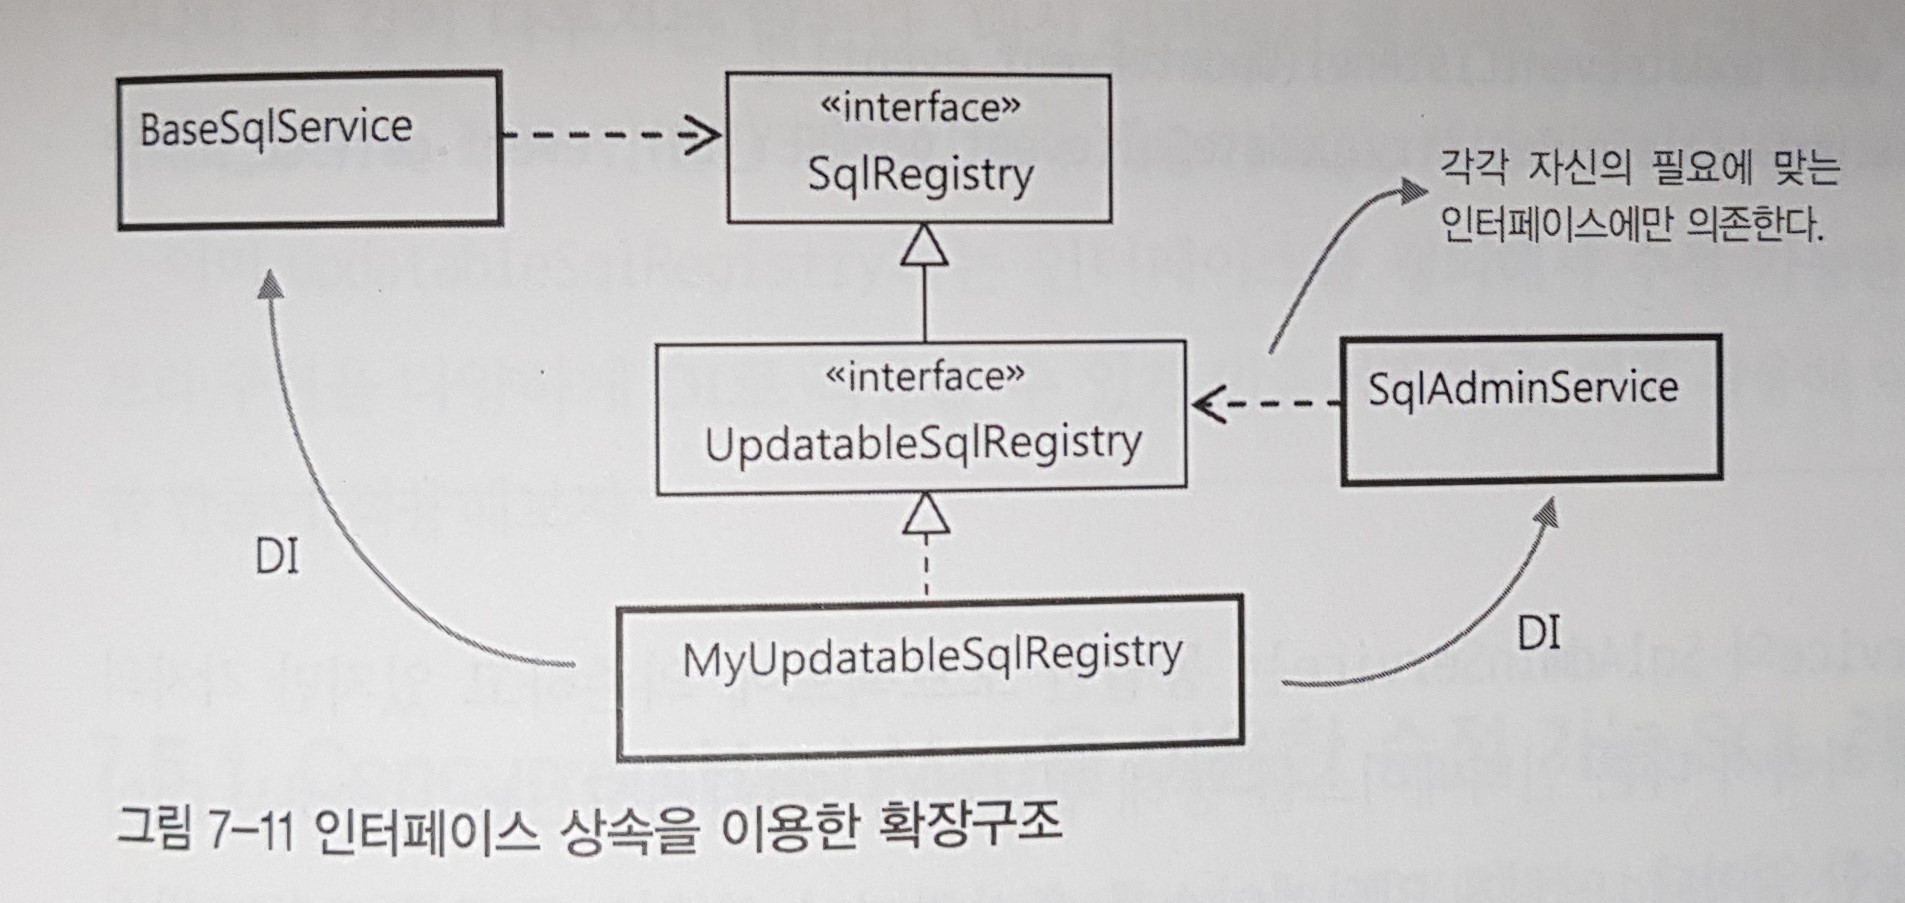 BaseSqlService
«interface»
SqlRegistry
각각 자신의 필요에 맞는
인터페이스에만 의존한다.
«interface»
UpdatableSqlRegistry
SqlAdminService
DI
MyUpdatableSqlRegistry
DI
그림 7-11 인터페이스 상속을 이용한 확장구조